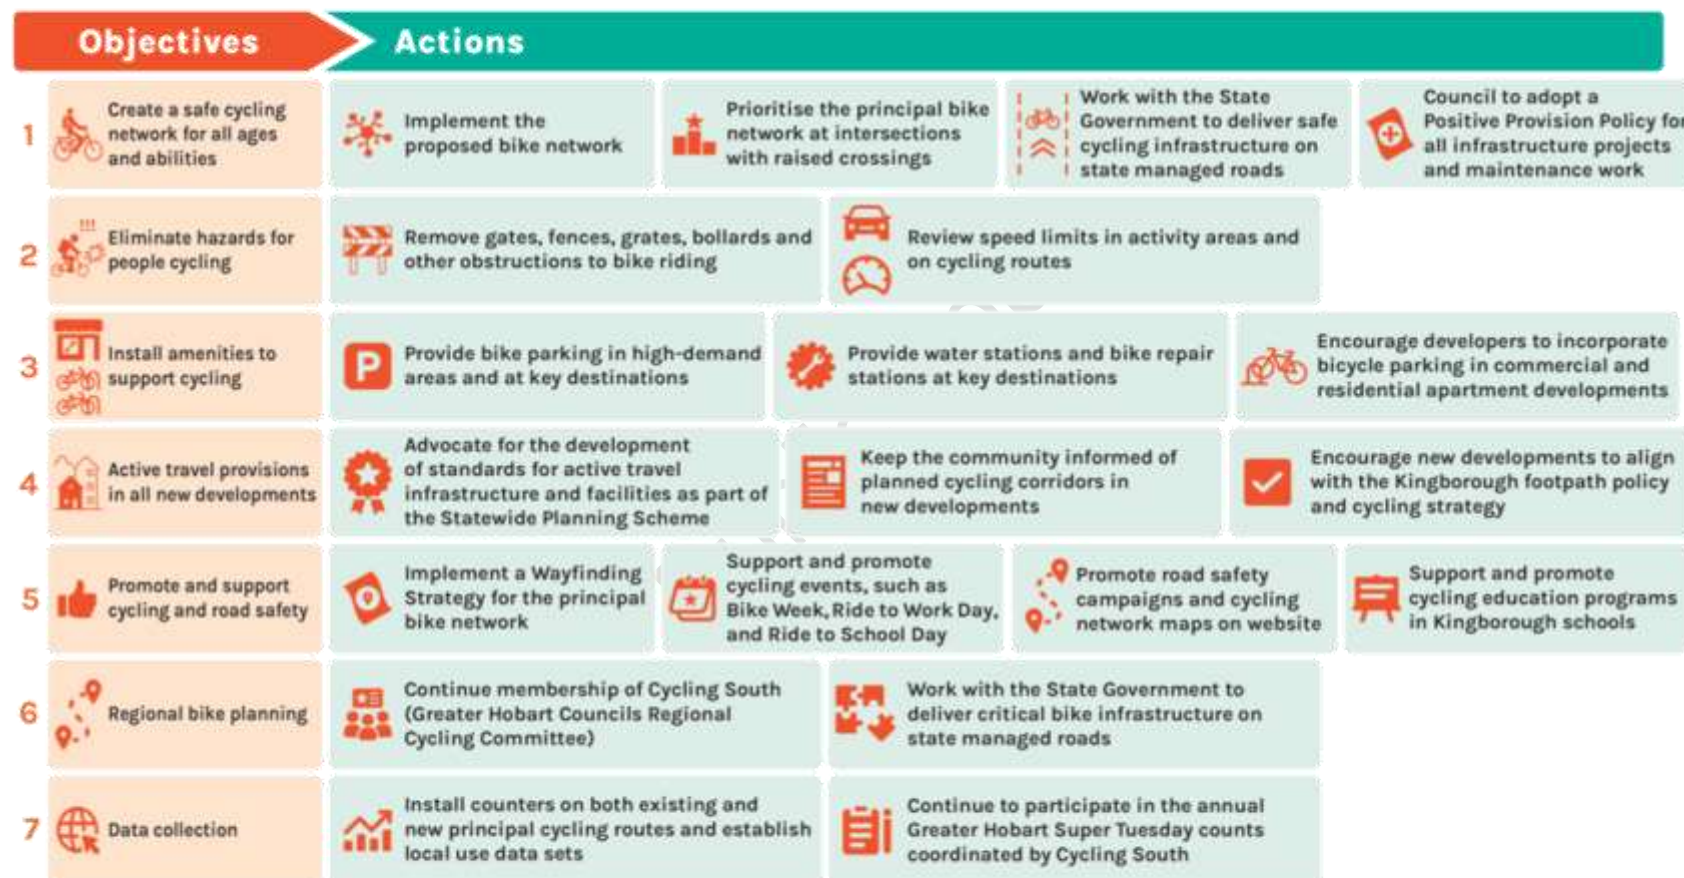 Objectives
Actions
1
Create a safe cycling
network for all ages
and abilities
Implement the
proposed bike network
Prioritise the principal bike
network at intersections
with raised crossings
Work with the State
Government to deliver safe
cycling infrastructure on
state managed roads
Council to adopt a
Positive Provision Policy for
all infrastructure projects
and maintenance work
2
!!!
Eliminate hazards for
people cycling
Remove gates, fences, grates, bollards and
other obstructions to bike riding
Review speed limits in activity areas and
on cycling routes
3
Install amenities to
support cycling
P
Provide bike parking in high-demand
areas and at key destinations
Provide water stations and bike repair
stations at key destinations
Encourage developers to incorporate
bicycle parking in commercial and
residential apartment developments
4
Active travel provisions
in all new developments
Advocate for the development
of standards for active travel
infrastructure and facilities as part of
the Statewide Planning Scheme
Keep the community informed of
planned cycling corridors in
new developments
Encourage new developments to align
with the Kingborough footpath policy
and cycling strategy
5
Promote and support
cycling and road safety
Implement a Wayfinding
Strategy for the principal
bike network
Support and promote
cycling events, such as
Bike Week, Ride to Work Day,
and Ride to School Day
Promote road safety
campaigns and cycling
network maps on website
Support and promote
cycling education programs
in Kingborough schools
6
Regional bike planning
Continue membership of Cycling South
(Greater Hobart Councils Regional
Cycling Committee)
Work with the State Government to
deliver critical bike infrastructure on
state managed roads
7
Data collection
Install counters on both existing and
new principal cycling routes and establish
local use data sets
Continue to participate in the annual
Greater Hobart Super Tuesday counts
coordinated by Cycling South